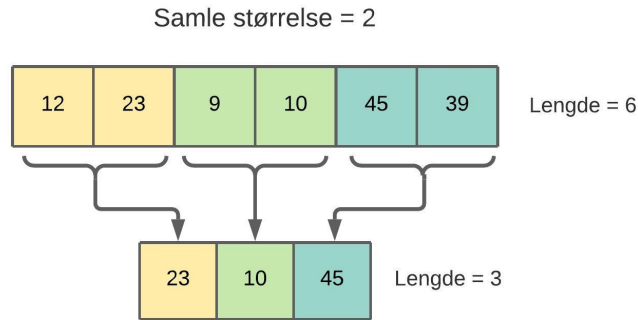 Samle størrelse = 2
12 23 9 10 45 39 Lengde = 6
23 10 45 Lengde = 3